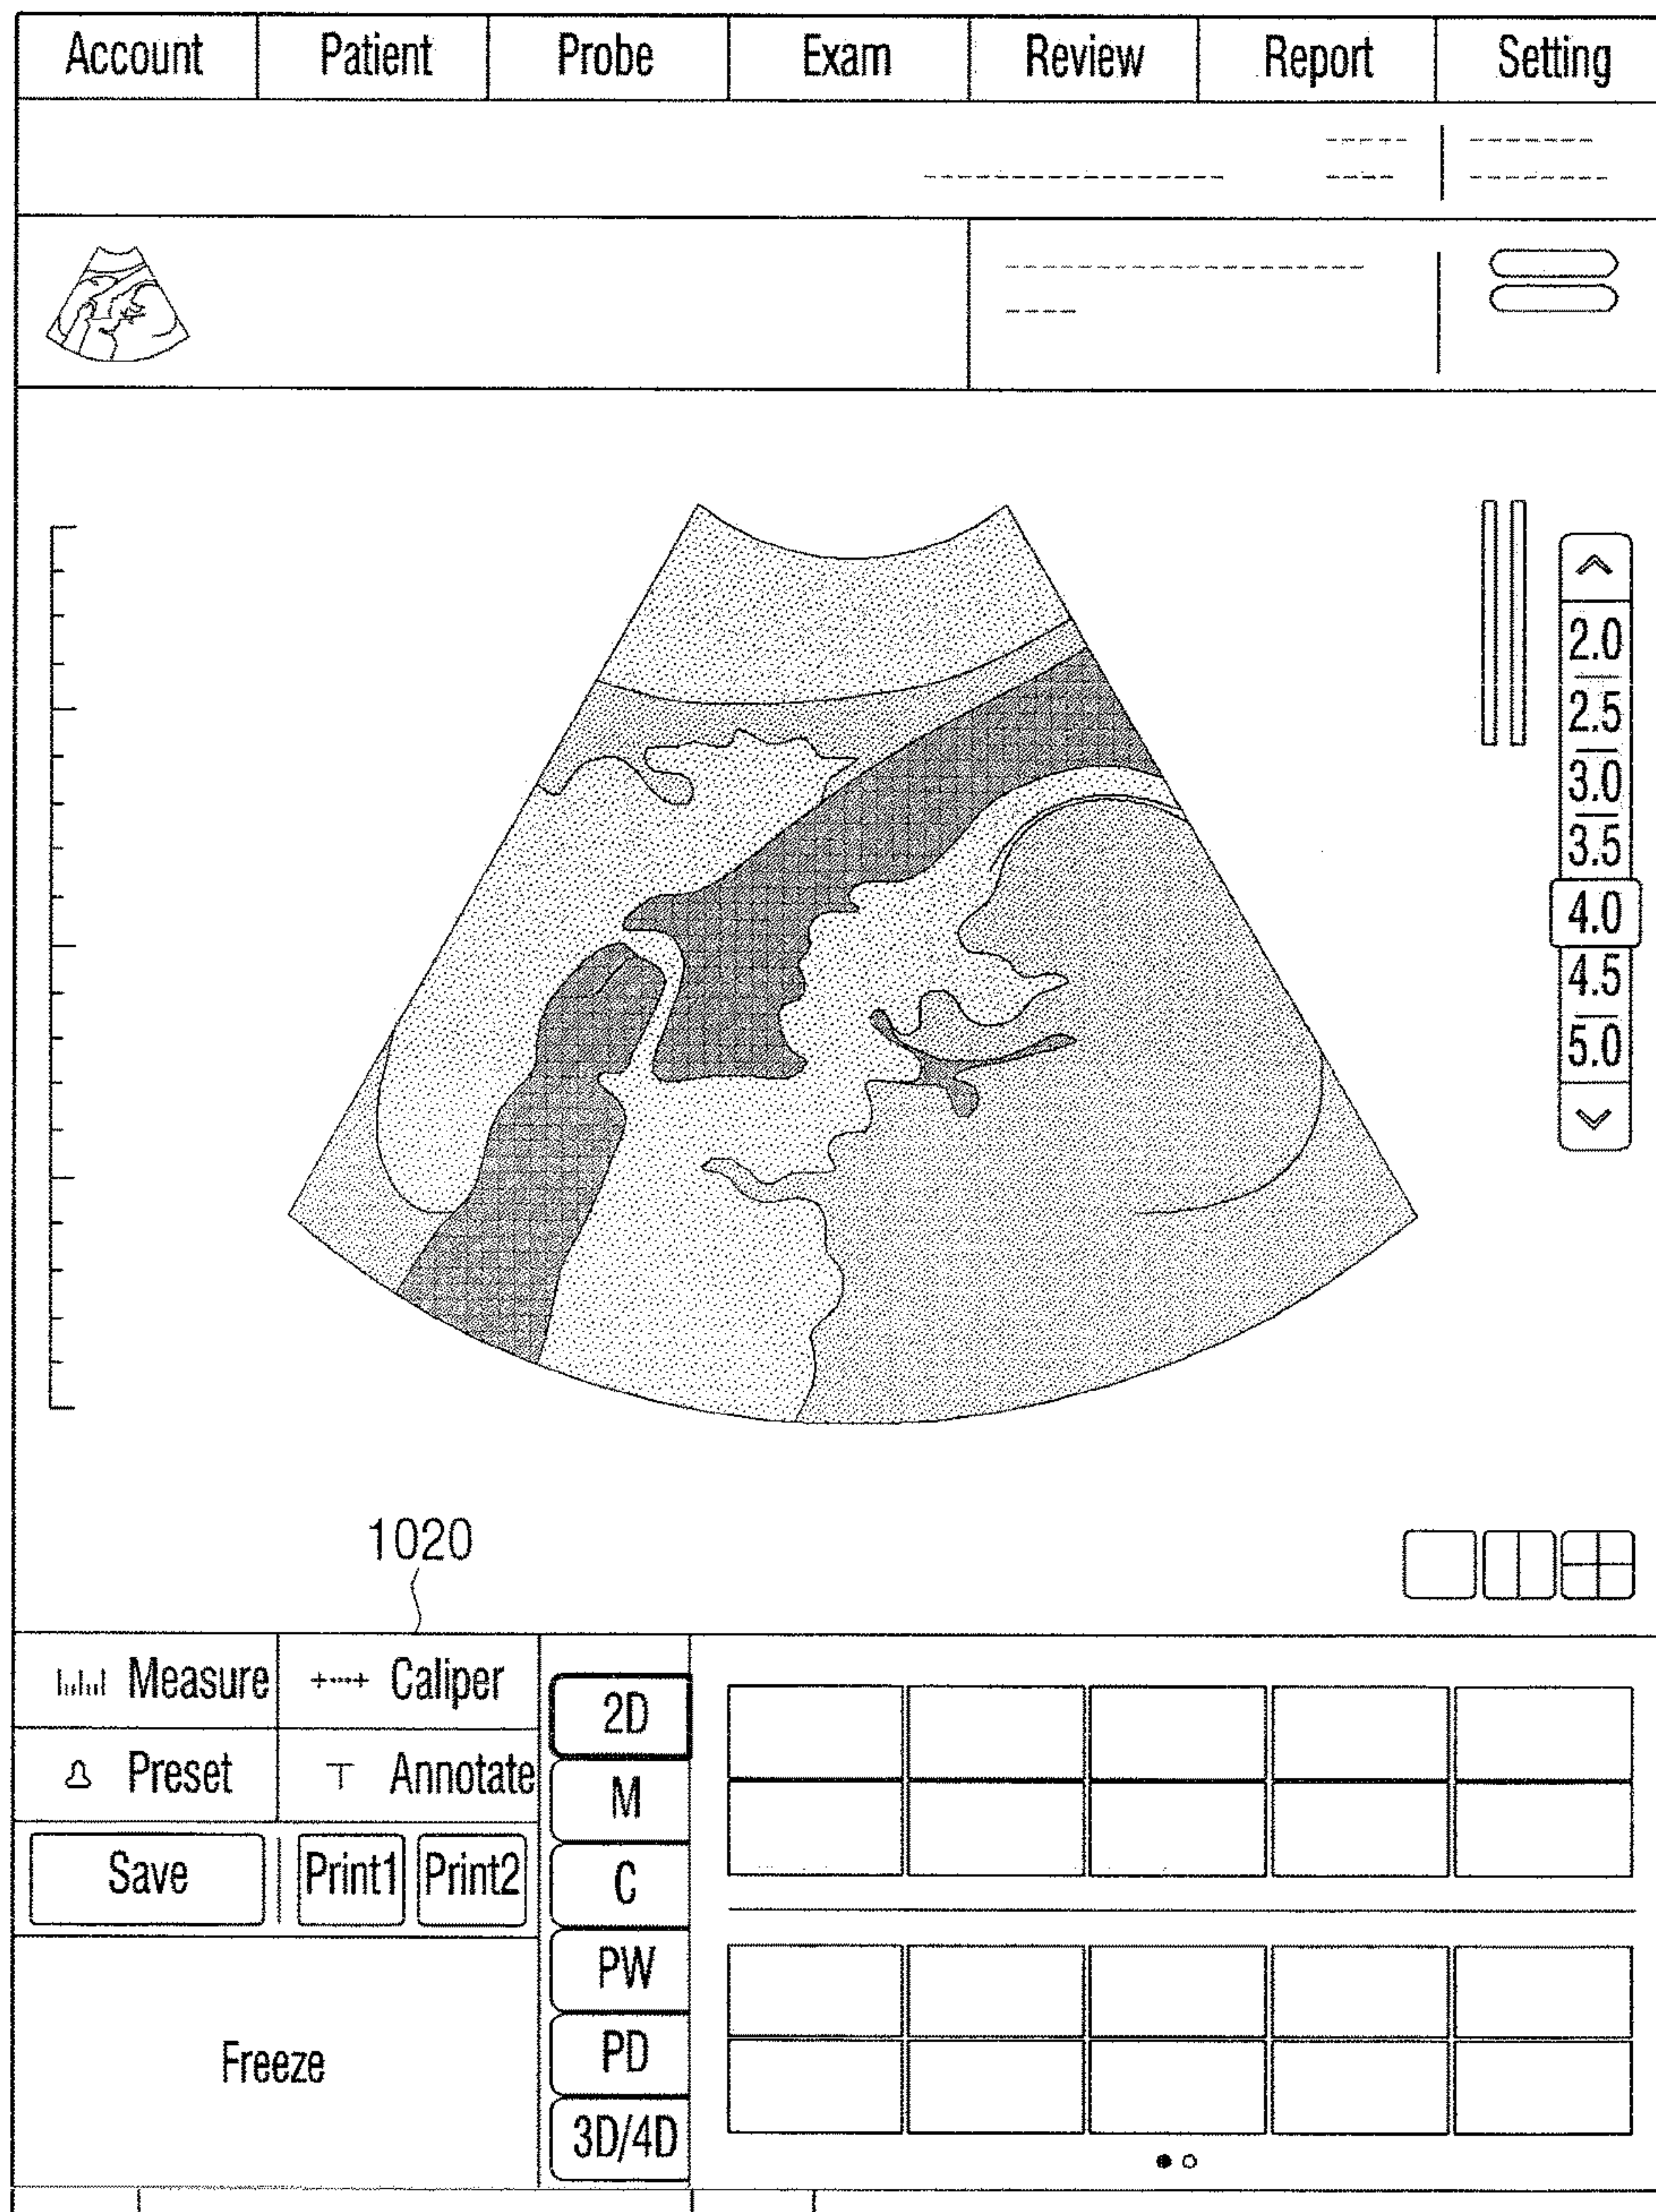 Account Patient Probe Exam Review Report Setting
2.0
2.5
3.0
3.5
4.0
4.5
5.0
1020
Measure Caliper
Preset Annotate
Save Print1 Print2
Freeze
2D
M
C
PW
PD
3D/4D